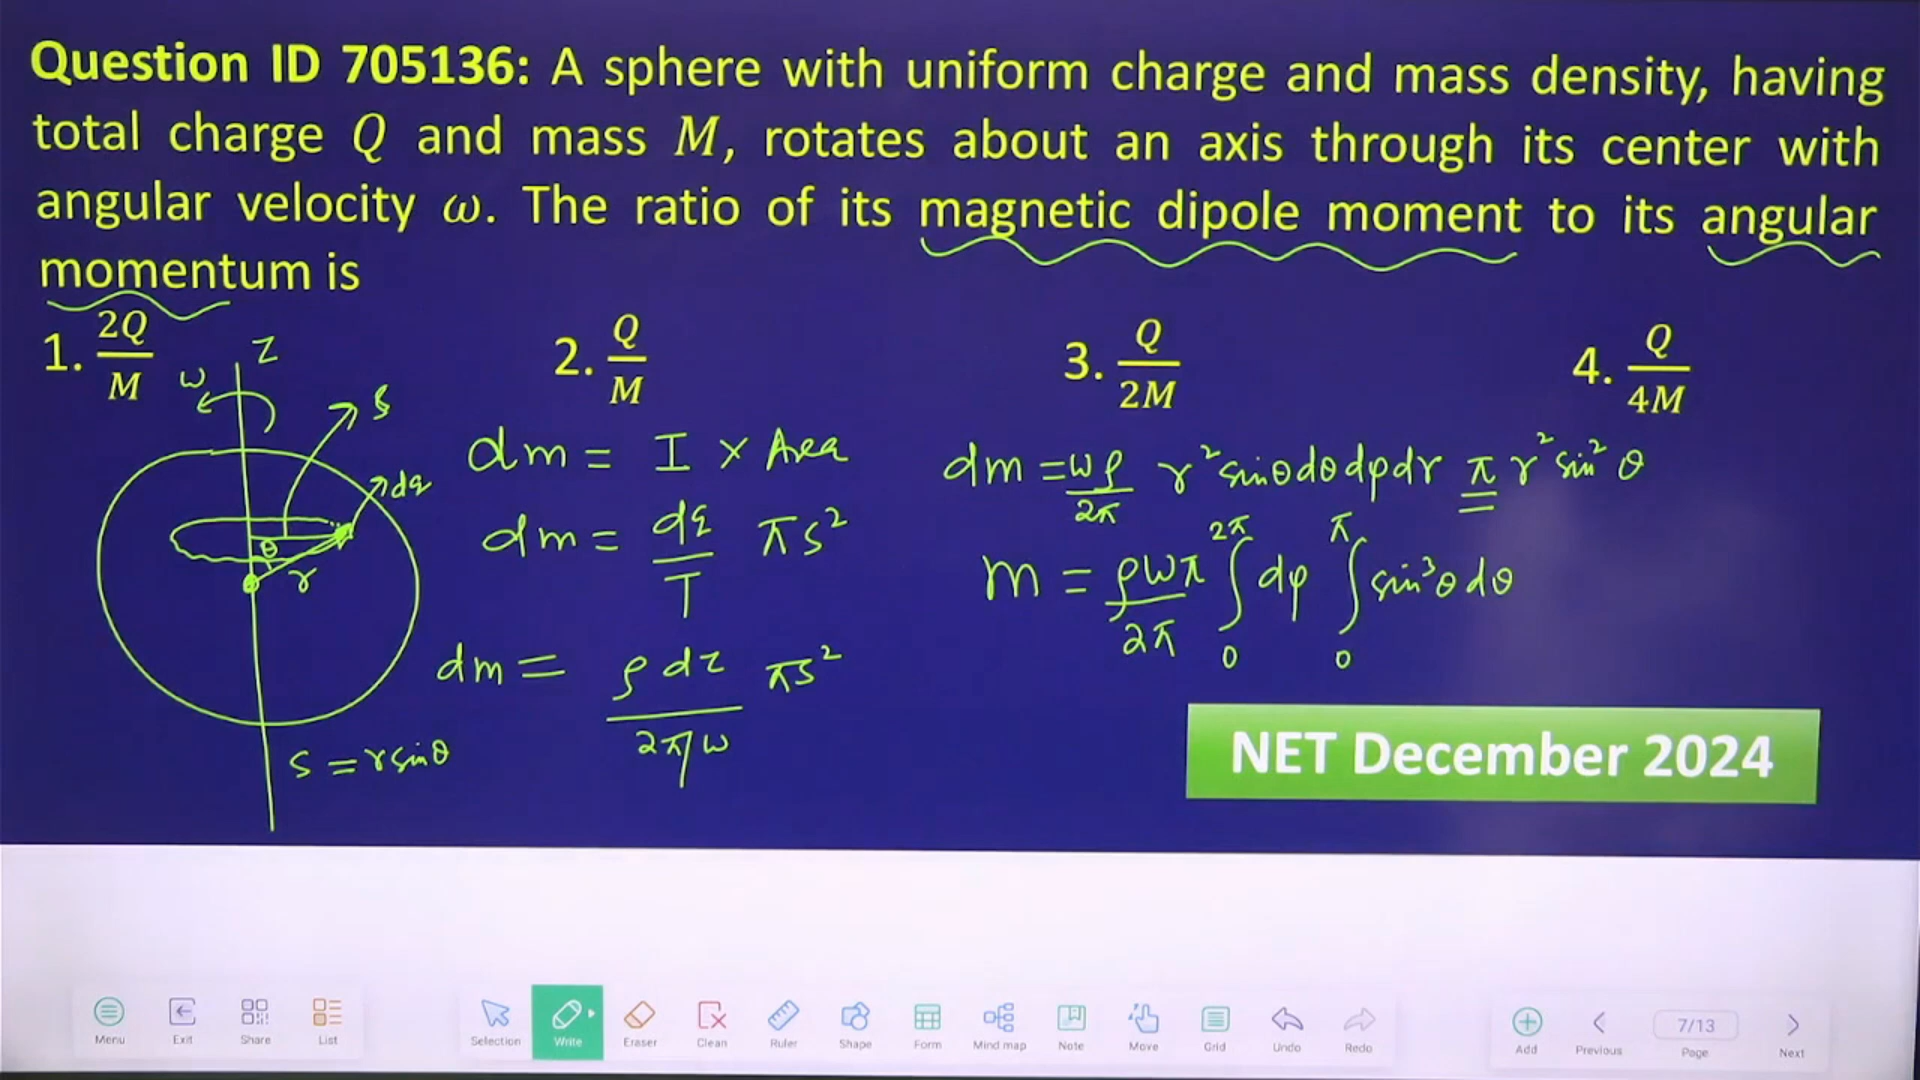 Question ID 705136: A sphere with uniform charge and mass density, having
total charge Q and mass M, rotates about an axis through its center with
angular velocity ω. The ratio of its magnetic dipole moment to its angular
momentum is
1. 2Q/M
2. Q/M
3. Q/2M
4. Q/4M
Z
ω
s
dq
θ
r
s = r sinθ
dm = I × Area
dm = dq/T πs²
dm = ρdτ/2π/ω πs²
dm = ωρ/2π r² sinθ dθ dφ dr π r² sin²θ
m = ρωπ/2π ∫₀^2π dφ ∫₀^π sin³θ dθ
NET December 2024
Menu Exit Share List Selection Write Eraser Clean Ruler Shape Form Mind map Note Move Grid Undo Redo Add Previous 7/13 Page Next